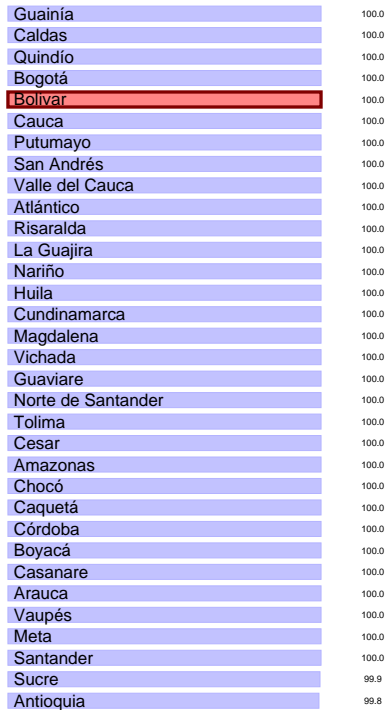 Guainía 100.0
Caldas 100.0
Quindío 100.0
Bogotá 100.0
Bolivar 100.0
Cauca 100.0
Putumayo 100.0
San Andrés 100.0
Valle del Cauca 100.0
Atlántico 100.0
Risaralda 100.0
La Guajira 100.0
Nariño 100.0
Huila 100.0
Cundinamarca 100.0
Magdalena 100.0
Vichada 100.0
Guaviare 100.0
Norte de Santander 100.0
Tolima 100.0
Cesar 100.0
Amazonas 100.0
Chocó 100.0
Caquetá 100.0
Córdoba 100.0
Boyacá 100.0
Casanare 100.0
Arauca 100.0
Vaupés 100.0
Meta 100.0
Santander 100.0
Sucre 99.9
Antioquia 99.8